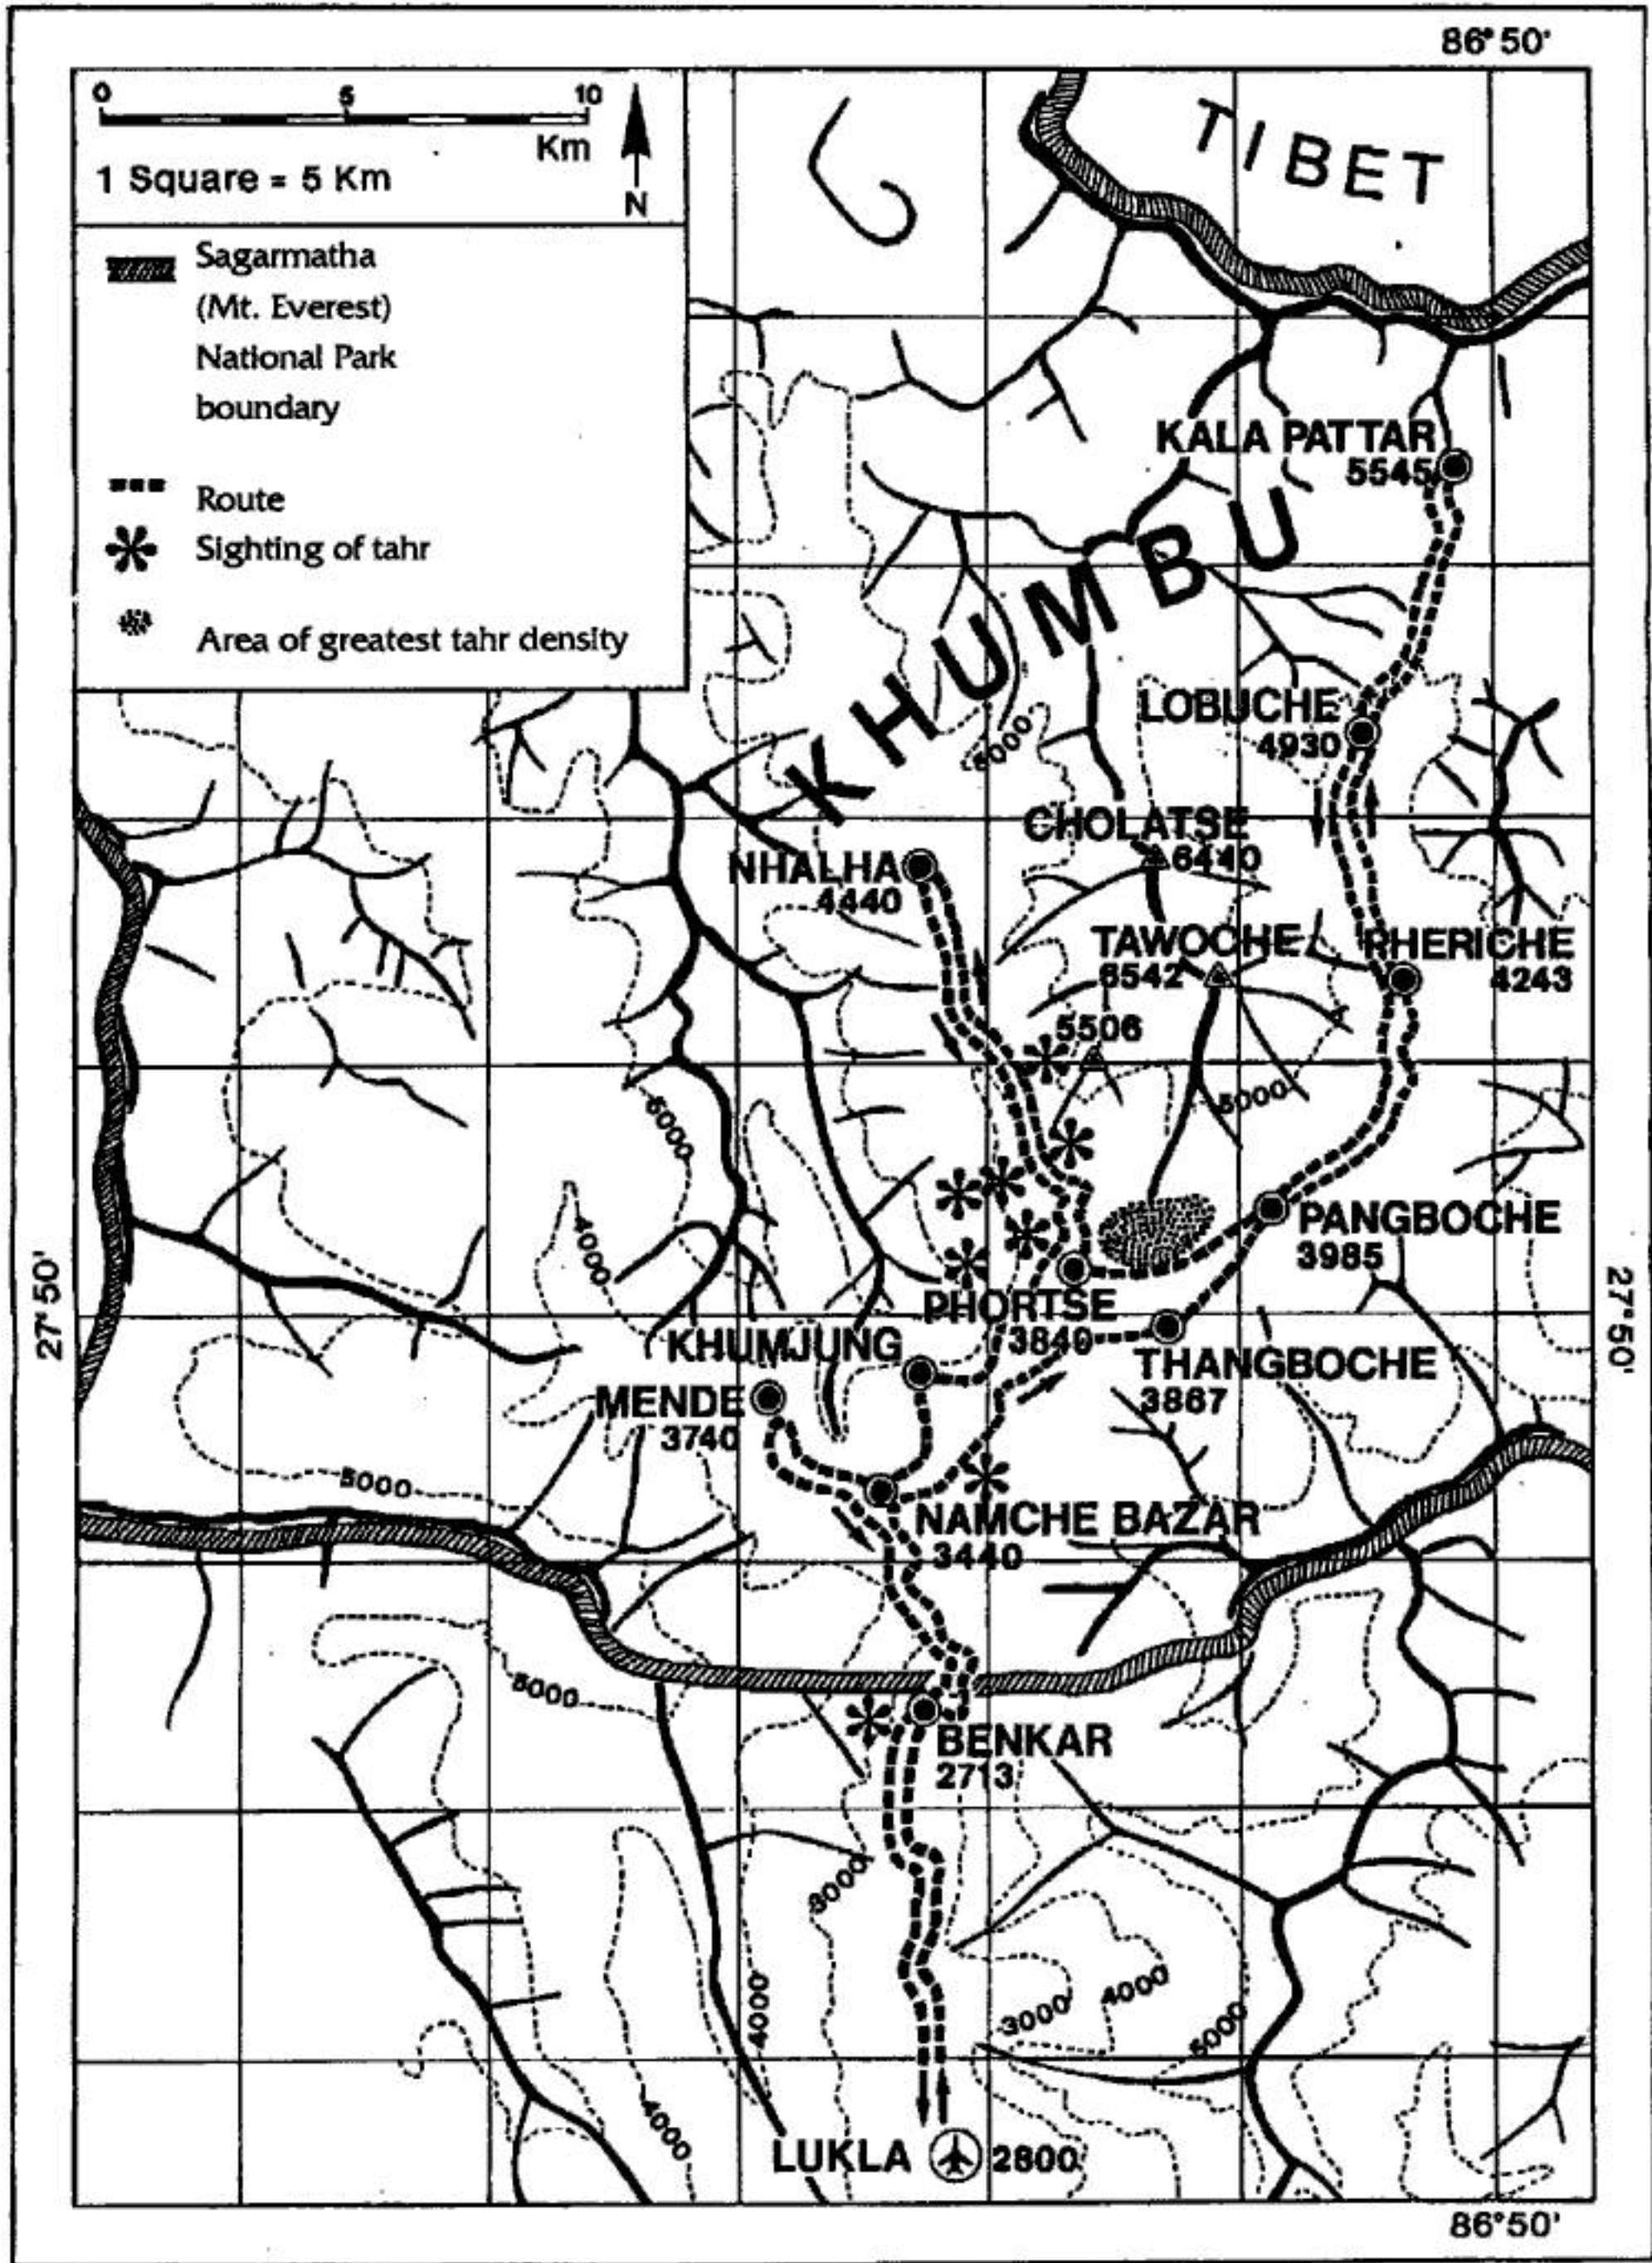 86°50'
0 5 10
Km
1 Square = 5 Km
N
Sagarmatha
(Mt. Everest)
National Park
boundary
Route
Sighting of tahr
Area of greatest tahr density
TIBET
KALA PATTAR
5545
KHUMBU
LOBUCHE
4930
5000
CHOLATSE
6440
NHALHA
4440
TAWOCHE
6542
PHERICHE
4243
5506
5000
5000
PANGBOCHE
3985
4000
27°50'
27°50'
PHORTSE
3840
KHUMJUNG
THANGBOCHE
3867
MENDE
3740
5000
NAMCHE BAZAR
3440
5000
BENKAR
2713
3000
4000
3000
4000
5000
4000
LUKLA 2800
86°50'